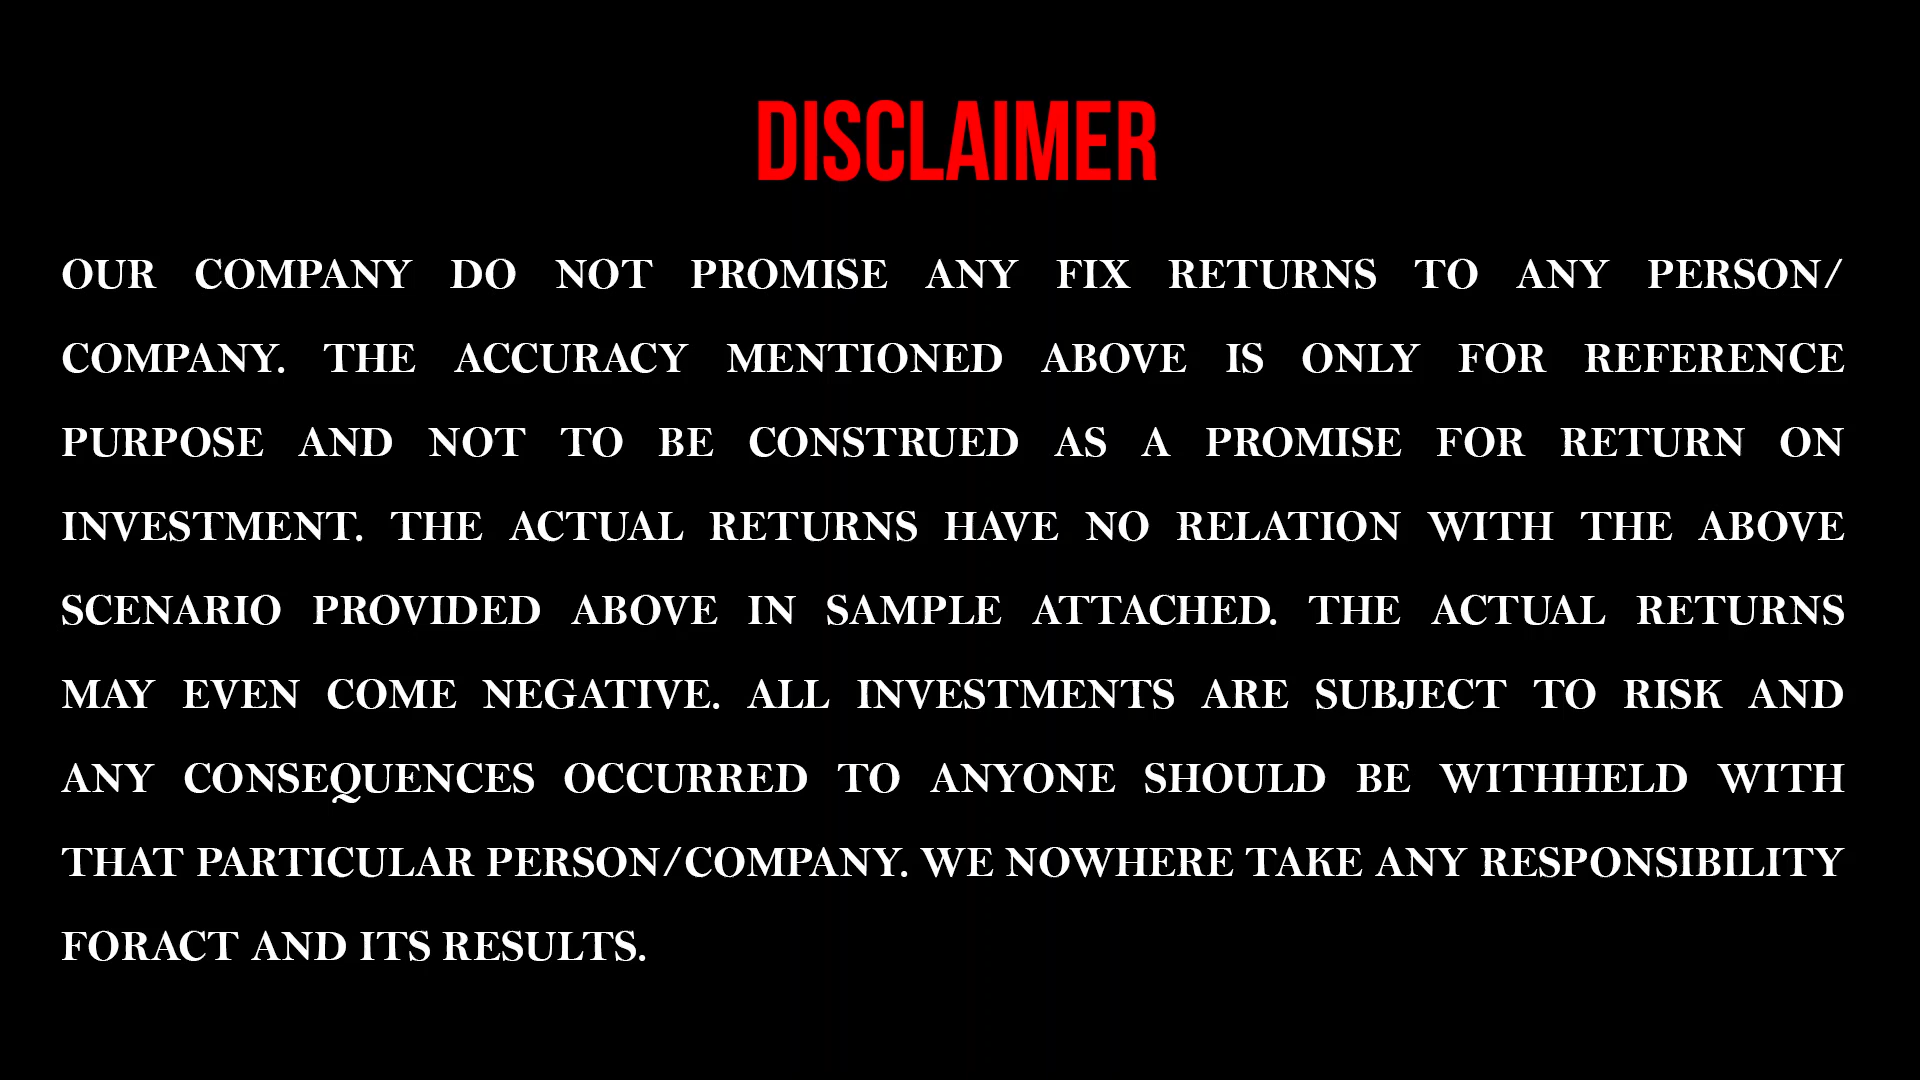 DISCLAIMER
OUR COMPANY DO NOT PROMISE ANY FIX RETURNS TO ANY PERSON/
COMPANY. THE ACCURACY MENTIONED ABOVE IS ONLY FOR REFERENCE
PURPOSE AND NOT TO BE CONSTRUED AS A PROMISE FOR RETURN ON
INVESTMENT. THE ACTUAL RETURNS HAVE NO RELATION WITH THE ABOVE
SCENARIO PROVIDED ABOVE IN SAMPLE ATTACHED. THE ACTUAL RETURNS
MAY EVEN COME NEGATIVE. ALL INVESTMENTS ARE SUBJECT TO RISK AND
ANY CONSEQUENCES OCCURRED TO ANYONE SHOULD BE WITHHELD WITH
THAT PARTICULAR PERSON/COMPANY. WE NOWHERE TAKE ANY RESPONSIBILITY
FORACT AND ITS RESULTS.